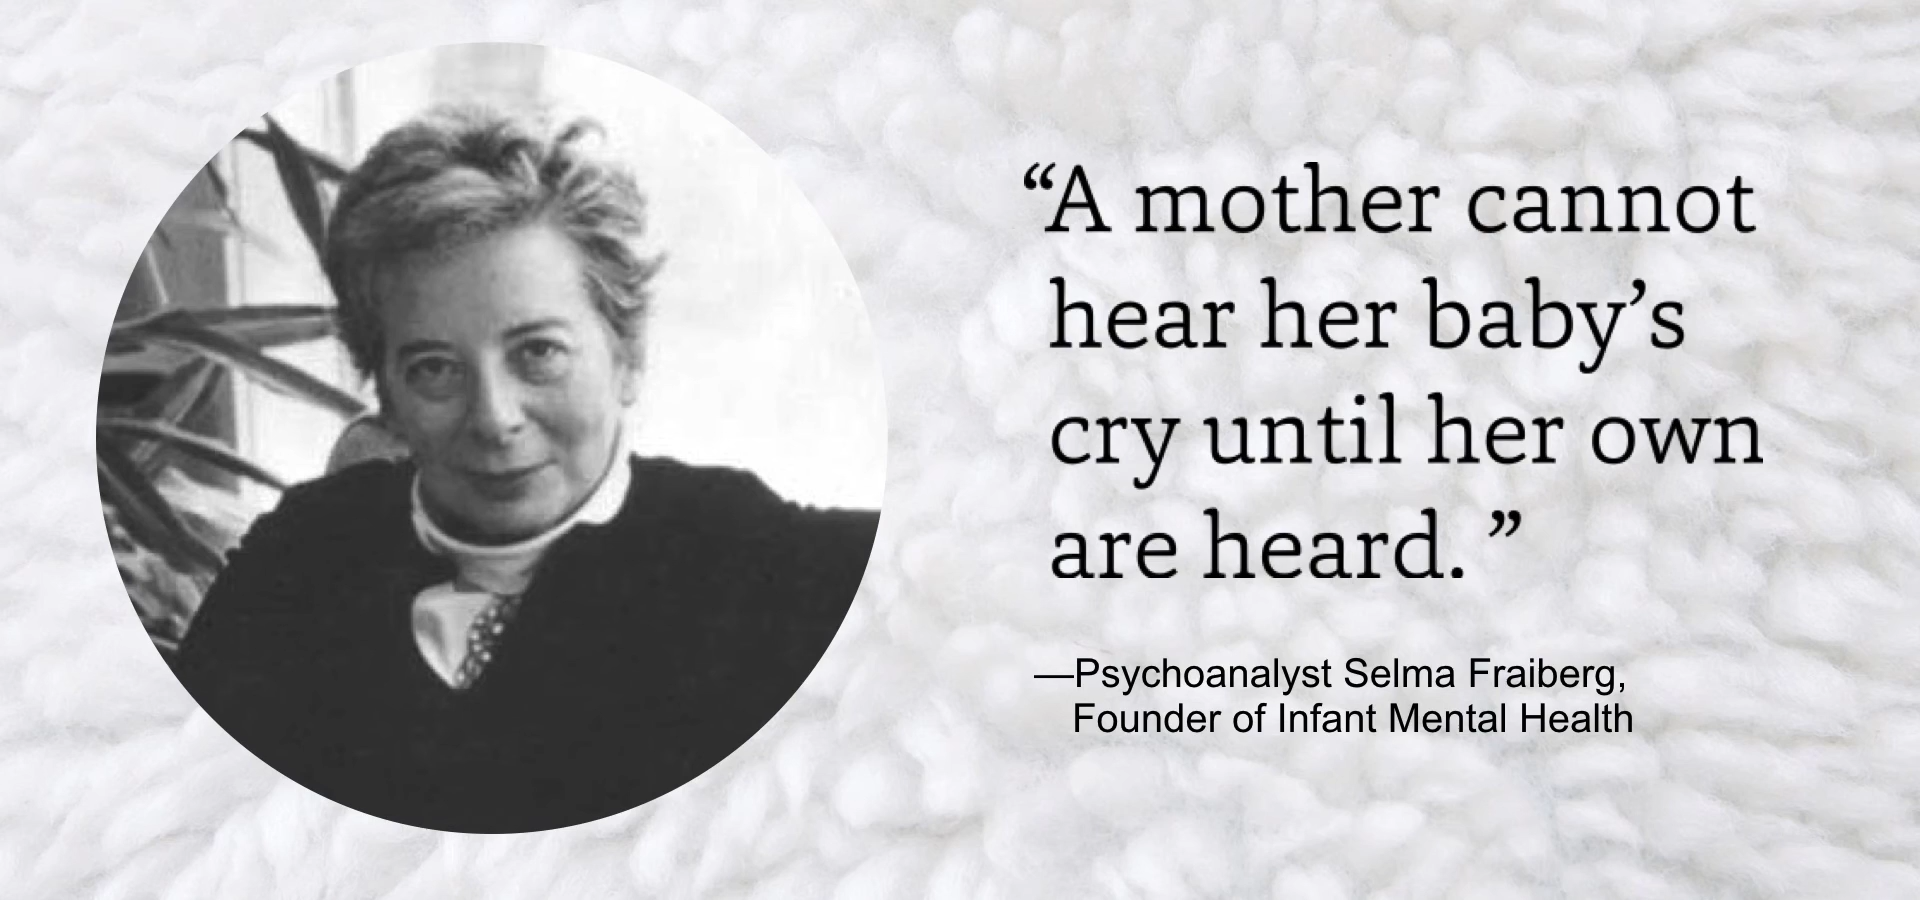 “A mother cannot
hear her baby’s
cry until her own
are heard. ”
—Psychoanalyst Selma Fraiberg,
Founder of Infant Mental Health